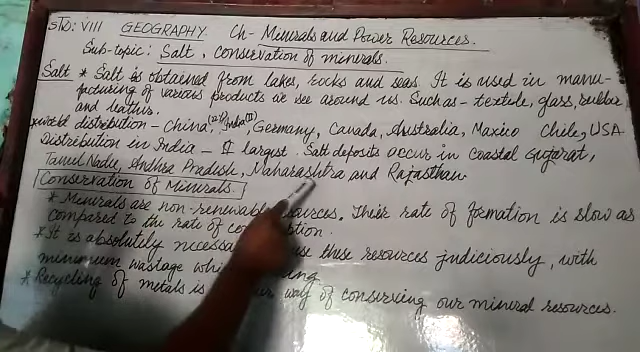 STD: VIII GEOGRAPHY. Ch- Minerals and Power Resources.
Sub-topic: Salt, conservation of minerals.
Salt * Salt is obtained from lakes, rocks and seas. It is used in manu-
facturing of various products we see around us. Such as - textile, glass, rubber
and leather.
* World distribution - China, India (II), Germany, Canada, Australia, Maxico Chile, USA
Distribution in India - II largest. Salt deposits occur in coastal Gujarat,
Tamil Nadu, Andhra Pradesh, Maharashtra and Rajasthan
Conservation of Minerals.
* Minerals are non-renewable. Their rate of formation is slow as
compared to the rate of
* It is absolutely these resources judiciously, with
minimum wastage
* Recycling of metals is way of conserving our mineral resources.